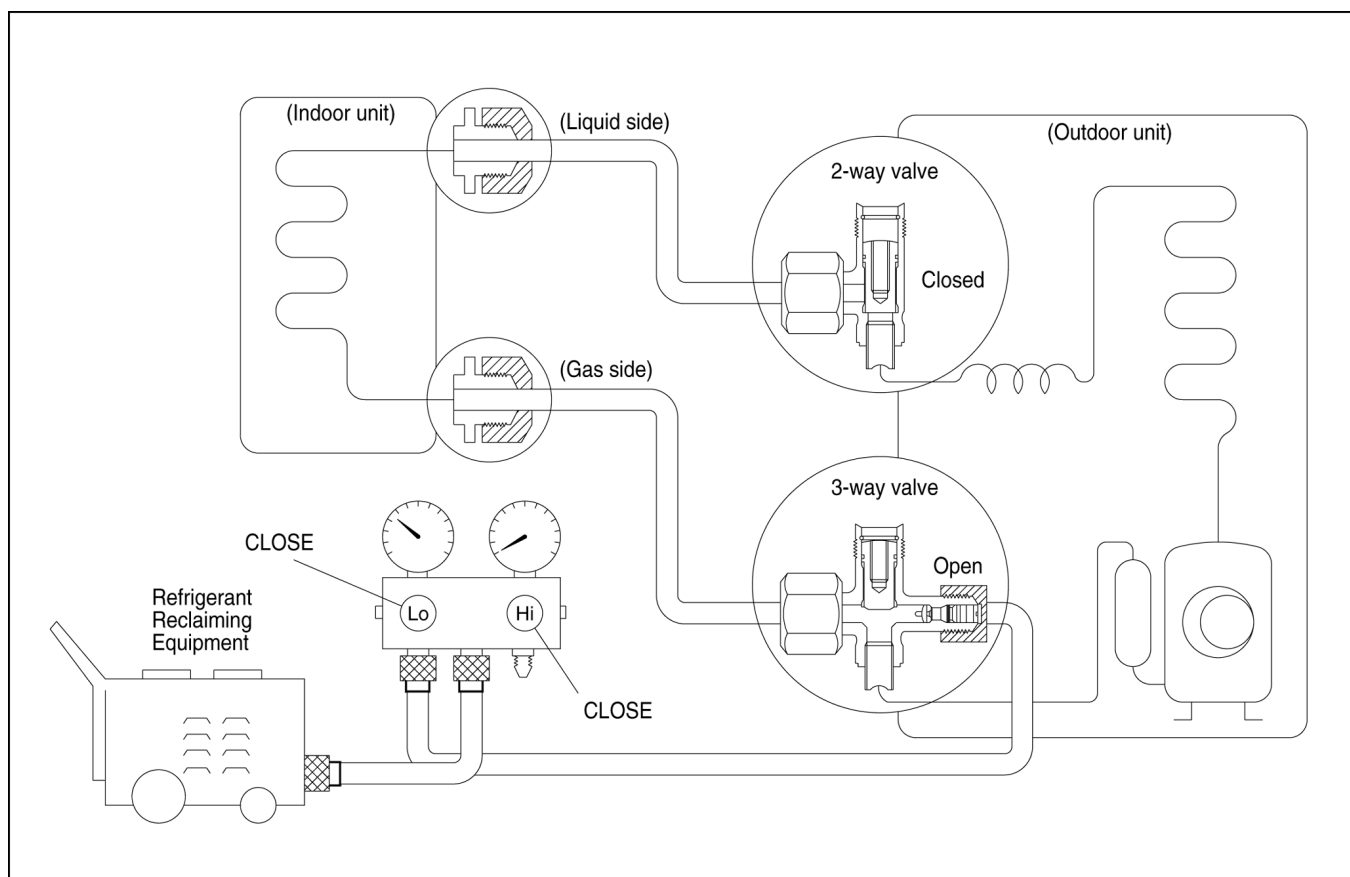 (Indoor unit)
(Liquid side)
(Outdoor unit)
2-way valve
Closed
(Gas side)
3-way valve
Open
CLOSE
Lo
Hi
Refrigerant
Reclaiming
Equipment
CLOSE